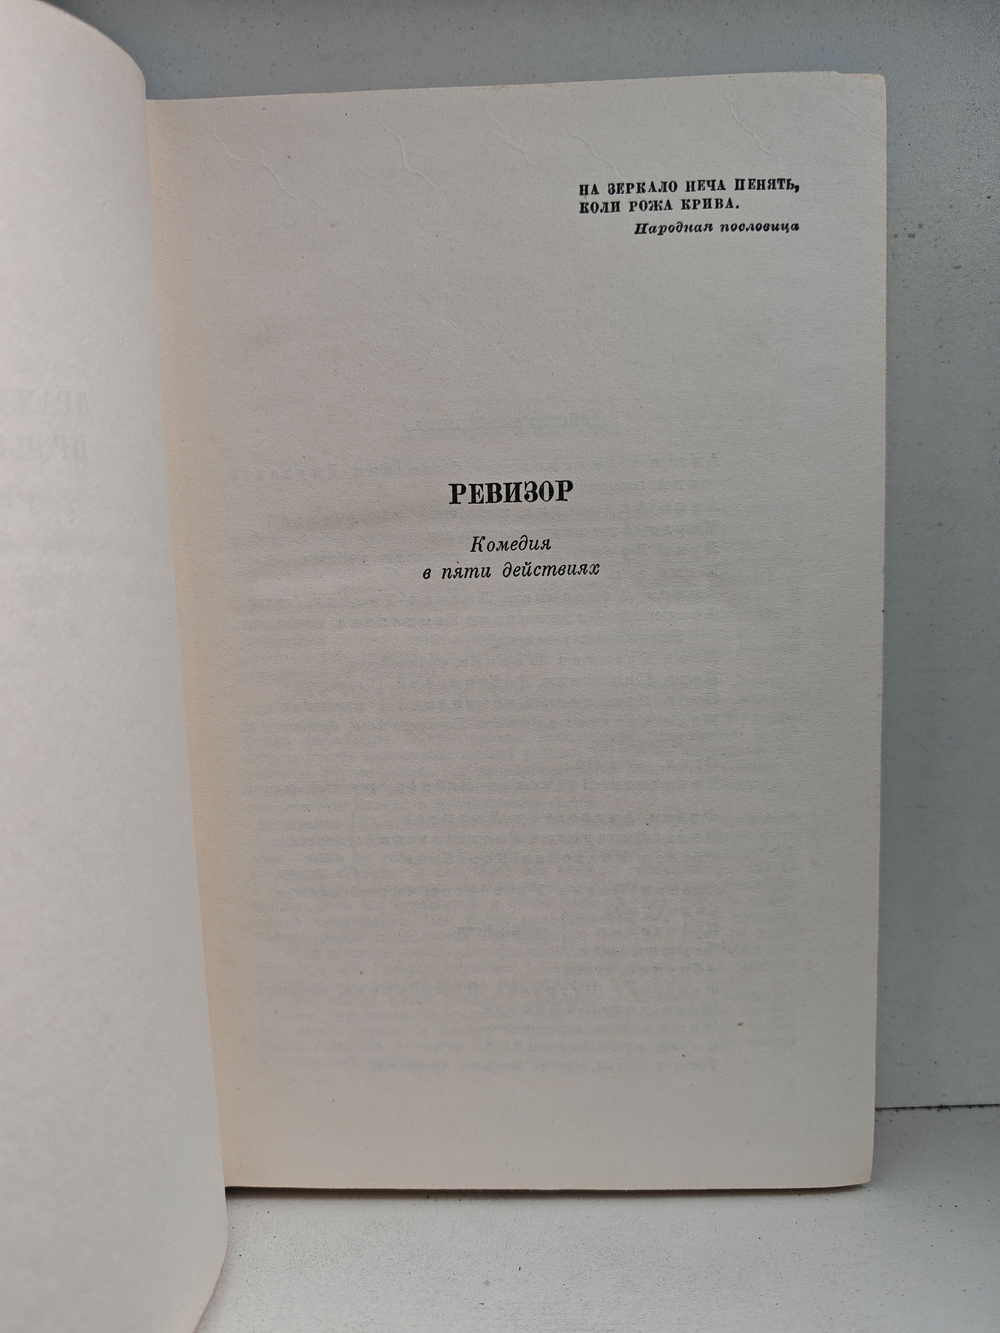 НА ЗЕРКАЛО НЕЧА ПЕНЯТЬ,
КОЛИ РОЖА КРИВА.
Народная пословица
РЕВИЗОР
Комедия
в пяти действиях